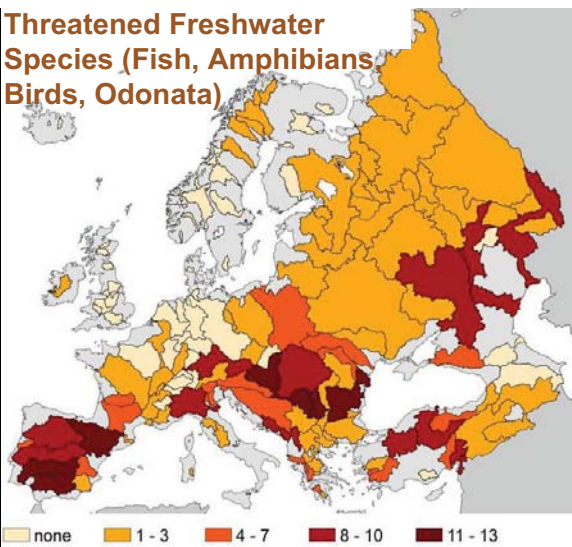 Threatened Freshwater
Species (Fish, Amphibians,
Birds, Odonata)
none 1 - 3 4 - 7 8 - 10 11 - 13